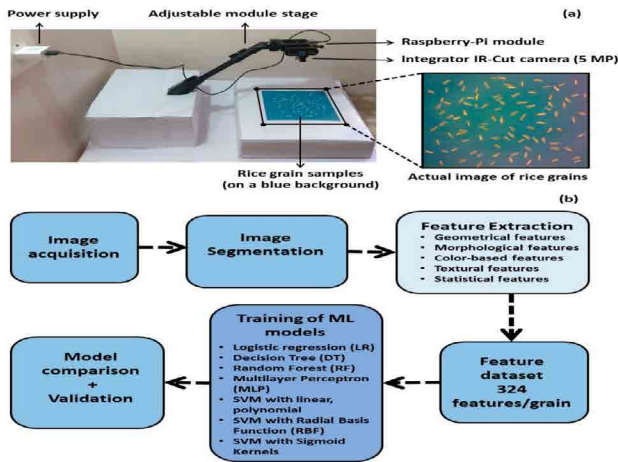 Power supply
Adjustable module stage
(a)
Raspberry-Pi module
Integrator IR-Cut camera (5 MP)
Rice grain samples
(on a blue background)
Actual image of rice grains
(b)
Image
acquisition
Image
Segmentation
Feature Extraction
• Geometrical features
• Morphological features
• Color-based features
• Textural features
• Statistical features
Training of ML
models
• Logistic regression (LR)
• Decision Tree (DT)
• Random Forest (RF)
• Multilayer Perceptron
(MLP)
• SVM with linear,
polynomial
• SVM with Radial Basis
Function (RBF)
• SVM with Sigmoid
Kernels
Model
comparison
+
Validation
Feature
dataset
324
features/grain